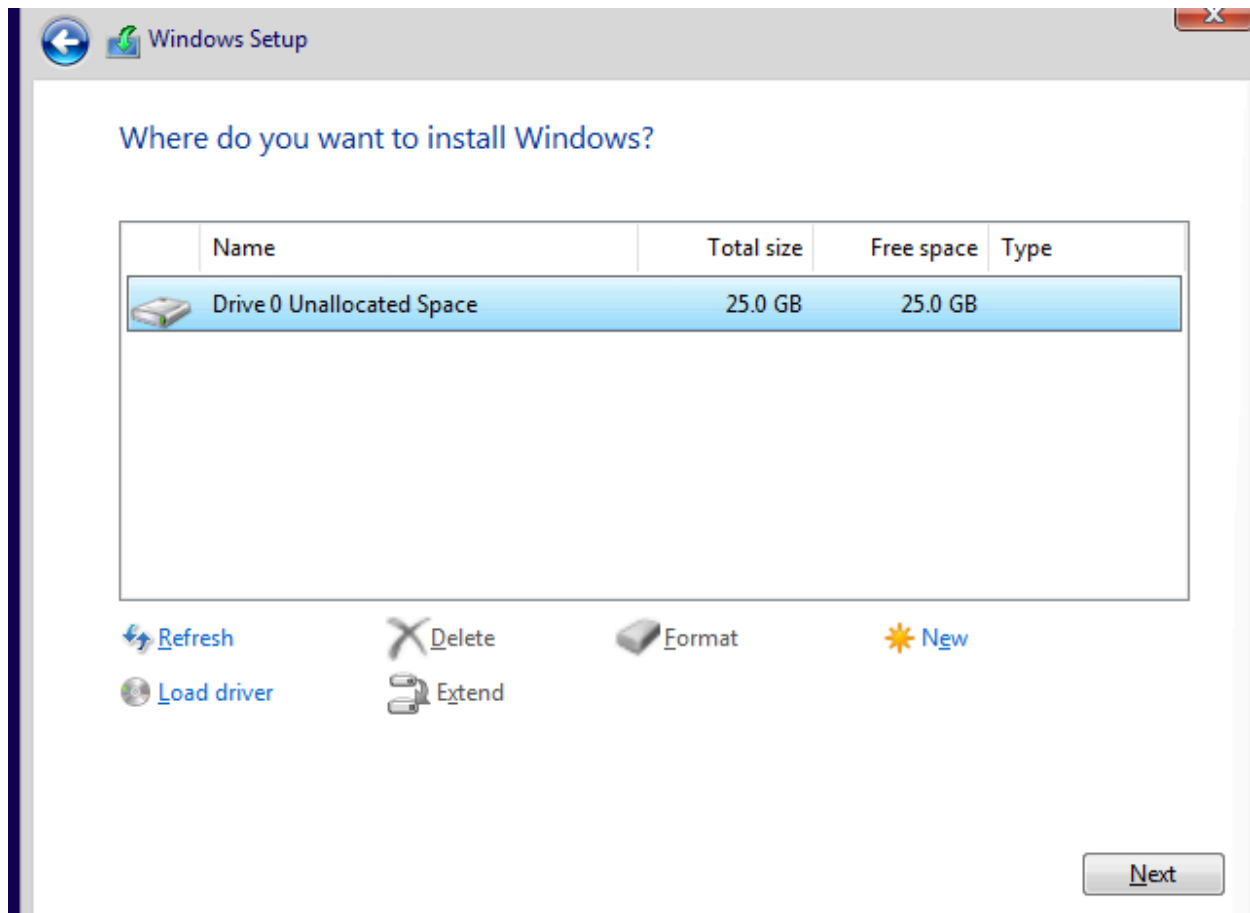 Windows Setup
Where do you want to install Windows?
Name Total size Free space Type
Drive 0 Unallocated Space 25.0 GB 25.0 GB
Refresh Delete Format New
Load driver Extend
Next